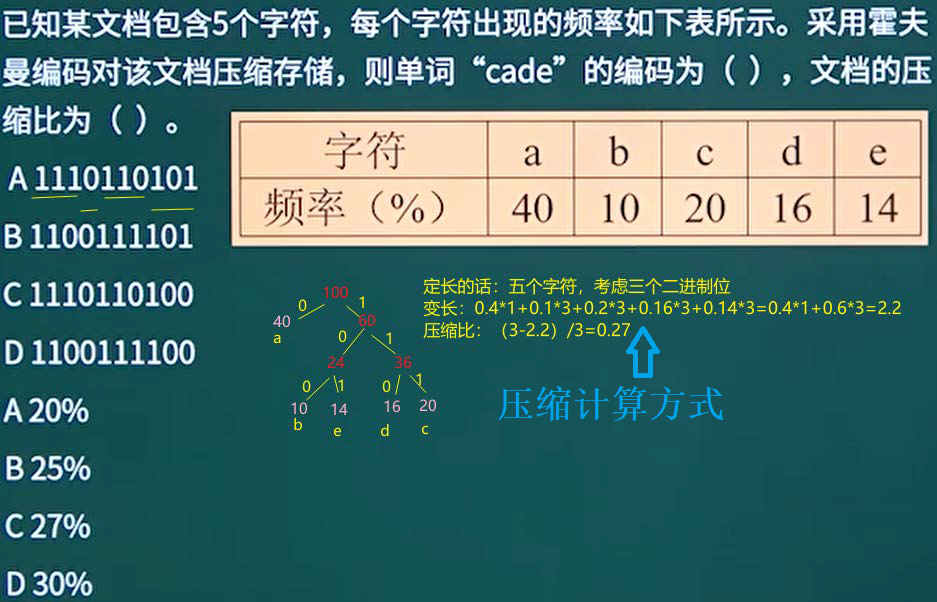 已知某文档包含5个字符，每个字符出现的频率如下表所示。采用霍夫
曼编码对该文档压缩存储，则单词“cade”的编码为（ ），文档的压
缩比为（ ）。
字符 a b c d e
频率（%） 40 10 20 16 14
A 1110110101
B 1100111101
C 1110110100
D 1100111100
A 20%
B 25%
C 27%
D 30%
100
0 1
40 60
a
0 1
24 36
0 1 0 1
10 14 16 20
b e d c
定长的话：五个字符，考虑三个二进制位
变长：0.4*1+0.1*3+0.2*3+0.16*3+0.14*3=0.4*1+0.6*3=2.2
压缩比：（3-2.2）/3=0.27
压缩计算方式